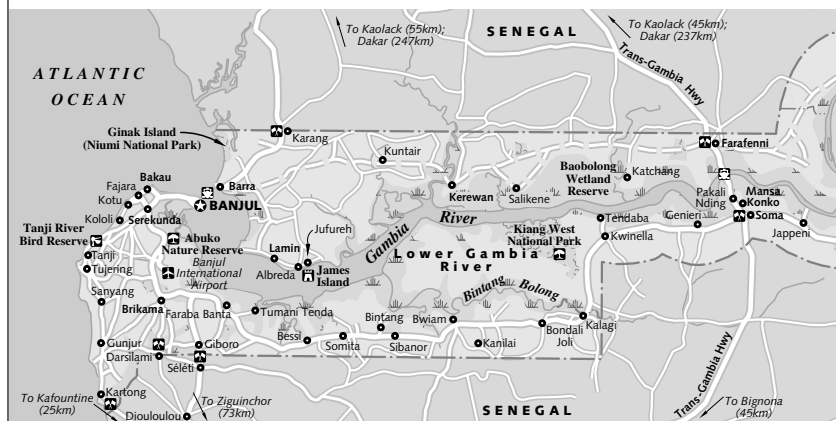 To Kaolack (55km);
Dakar (247km)
SENEGAL
To Kaolack (45km);
Dakar (237km)
Trans-Gambia Hwy
ATLANTIC
OCEAN
Ginak Island
(Niumi National Park)
Karang
Kuntair
Farafenni
Bakau
Fajara
Kotu
Kololi
Serekunda
Barra
BANJUL
Kerewan
Salikene
Baobolong
Wetland
Reserve
Katchang
Pakali
Nding
Mansa
Konko
Soma
Jappeni
Genieri
Tendaba
Kwinella
Kiang West
National Park
Gambia
River
Lower Gambia
River
Tanji River
Bird Reserve
Tanji
Tujering
Abuko
Nature Reserve
Banjul
International
Airport
Lamin
Jufureh
Albreda
James
Island
Sanyang
Brikama
Faraba Banta
Tumani Tenda
Bintang
Bolong
Bessi
Bintang
Bwiam
Somita
Sibanor
Kanilai
Bondali
Joli
Kalagi
Gunjur
Darsilami
Giboro
Séléti
Kartong
To Kafountine
(25km)
Diouloulou
To Ziguinchor
(73km)
SENEGAL
Trans-Gambia Hwy
To Bignona
(45km)